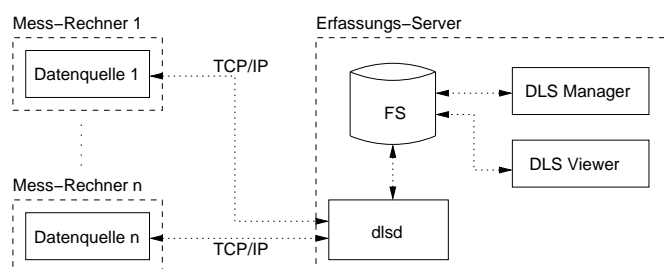 Mess−Rechner 1
Datenquelle 1
TCP/IP
Mess−Rechner n
Datenquelle n
TCP/IP
Erfassungs−Server
FS
DLS Manager
DLS Viewer
dlsd